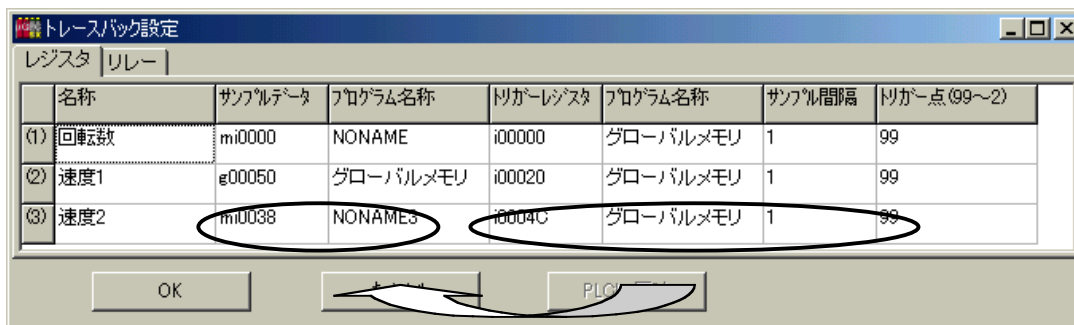 トレースバック設定
レジスタ リレー
名称 サンプルデータ プログラム名称 トリガーレジスタ プログラム名称 サンプル間隔 トリガー点(99～2)
(1) 回転数 mi0000 NONAME i00000 グローバルメモリ 1 99
(2) 速度1 g00050 グローバルメモリ i00020 グローバルメモリ 1 99
(3) 速度2 mi0038 NONAME3 i0004C グローバルメモリ 1 99
OK